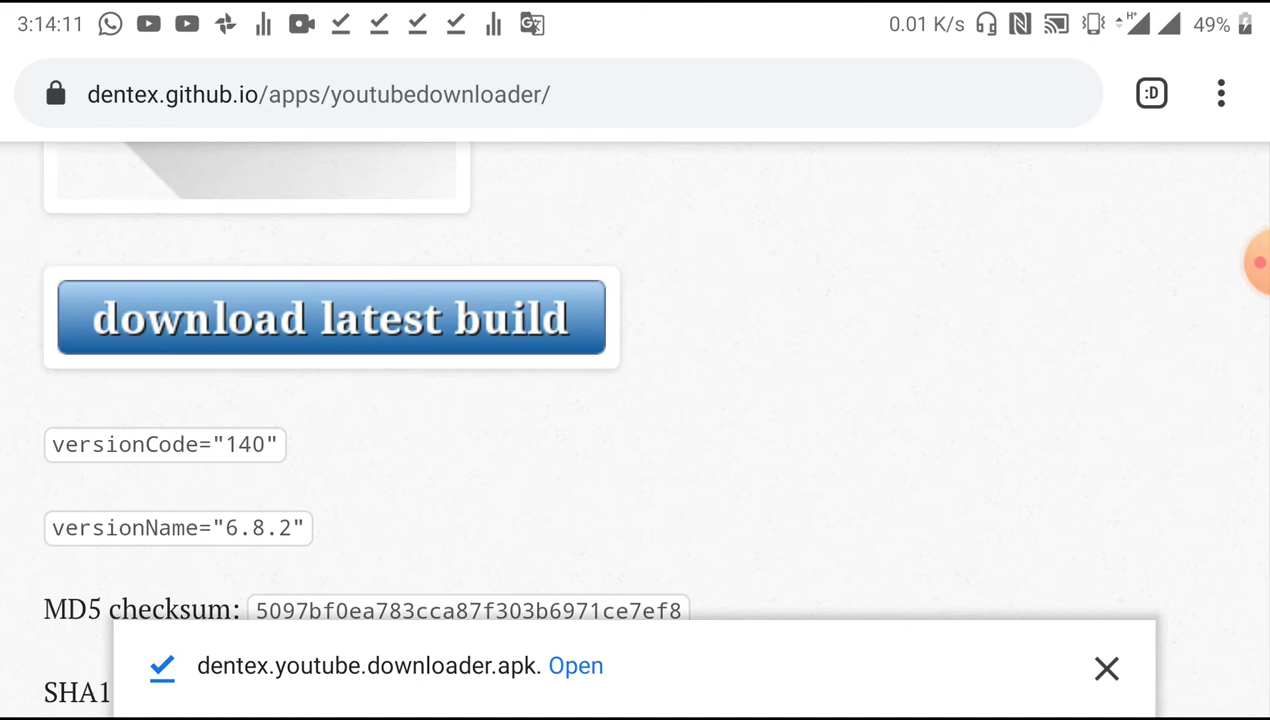 3:14:11 0.01 K/s H+ 49%
dentex.github.io/apps/youtubedownloader/ :D
download latest build
versionCode="140"
versionName="6.8.2"
MD5 checksum: 5097bf0ea783cca87f303b6971ce7ef8
dentex.youtube.downloader.apk. Open
SHA1